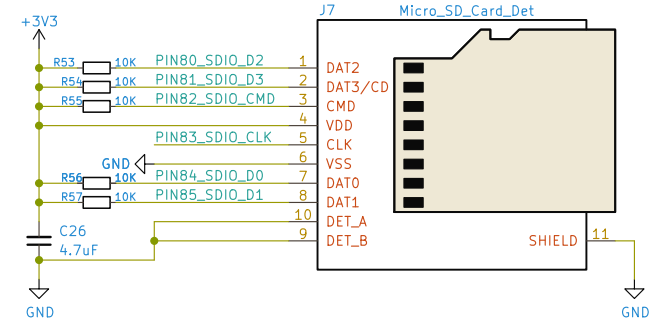 J7
Micro_SD_Card_Det
+3V3
R53 10K PIN80_SDIO_D2 1 DAT2
R54 10K PIN81_SDIO_D3 2 DAT3/CD
R55 10K PIN82_SDIO_CMD 3 CMD
4 VDD
PIN83_SDIO_CLK 5 CLK
GND 6 VSS
R56 10K PIN84_SDIO_D0 7 DAT0
R57 10K PIN85_SDIO_D1 8 DAT1
10 DET_A
C26
9 DET_B
SHIELD 11
4.7uF
GND
GND